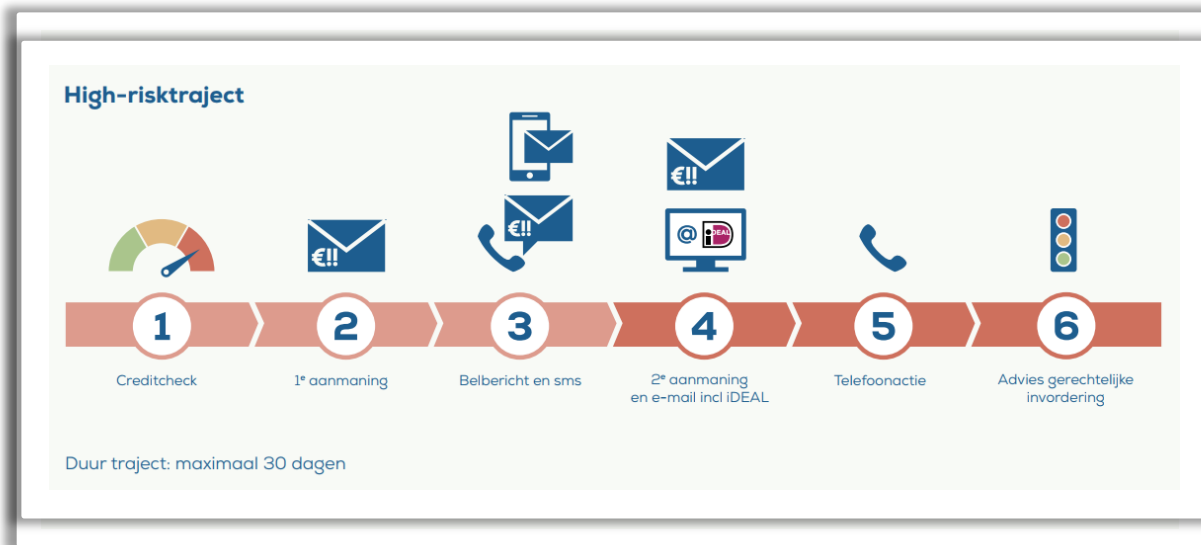 High-risktraject
€!!
€!!
€!!
@ iDEAL
1
2
3
4
5
6
Creditcheck
1e aanmaning
Belbericht en sms
2e aanmaning
en e-mail incl iDEAL
Telefoonactie
Advies gerechtelijke
invordering
Duur traject: maximaal 30 dagen